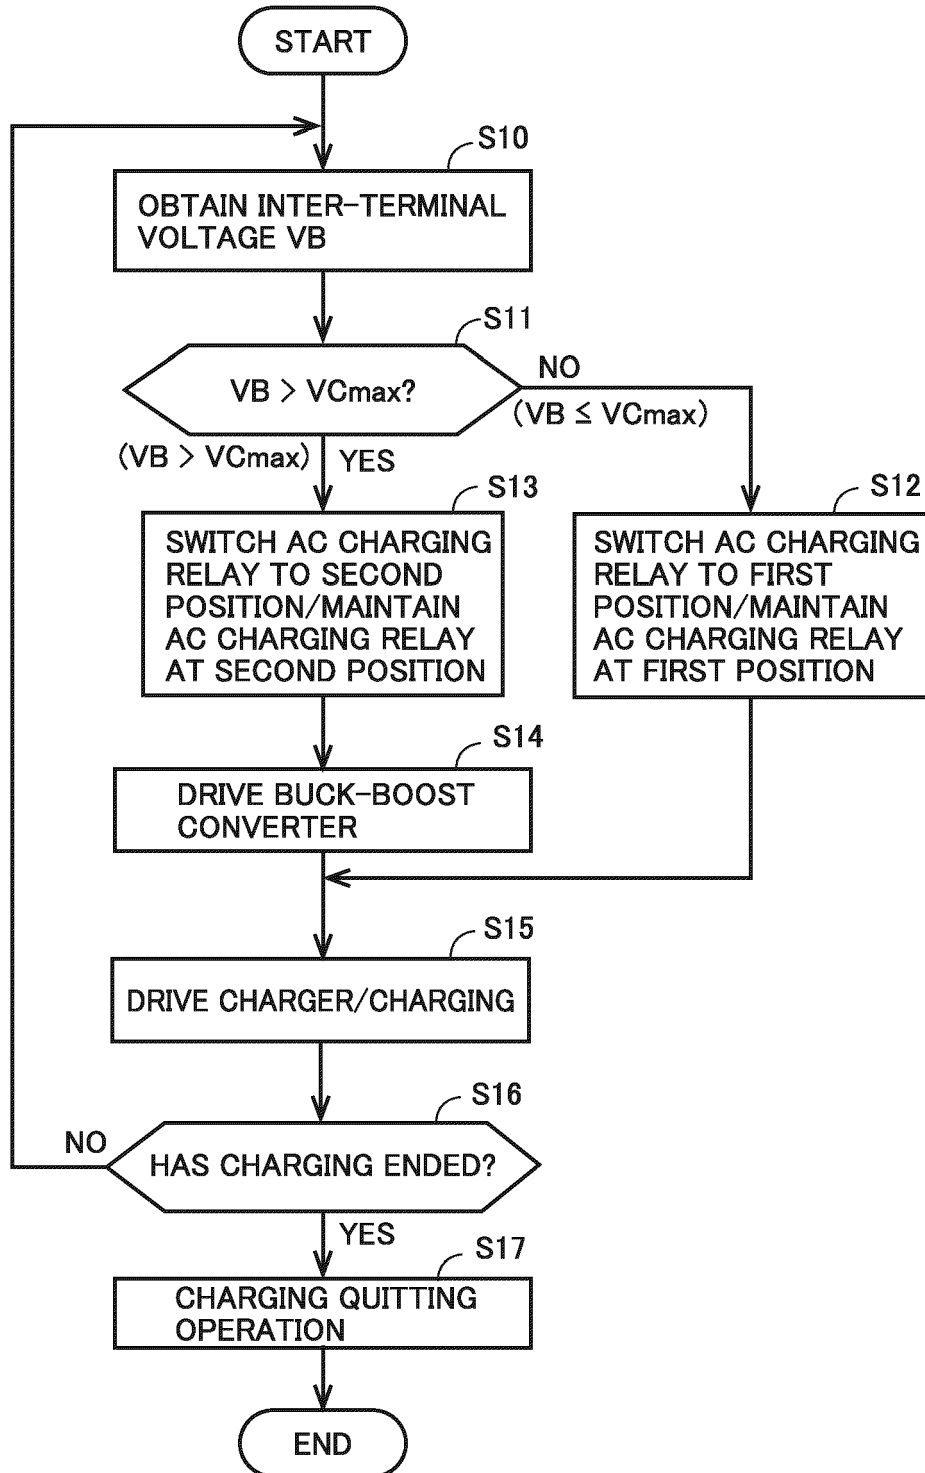 START
S10
OBTAIN INTER-TERMINAL
VOLTAGE VB
S11
VB > VCmax?
NO
(VB ≤ VCmax)
(VB > VCmax)
YES
S13
SWITCH AC CHARGING
RELAY TO SECOND
POSITION/MAINTAIN
AC CHARGING RELAY
AT SECOND POSITION
S12
SWITCH AC CHARGING
RELAY TO FIRST
POSITION/MAINTAIN
AC CHARGING RELAY
AT FIRST POSITION
S14
DRIVE BUCK-BOOST
CONVERTER
S15
DRIVE CHARGER/CHARGING
S16
HAS CHARGING ENDED?
NO
YES
S17
CHARGING QUITTING
OPERATION
END